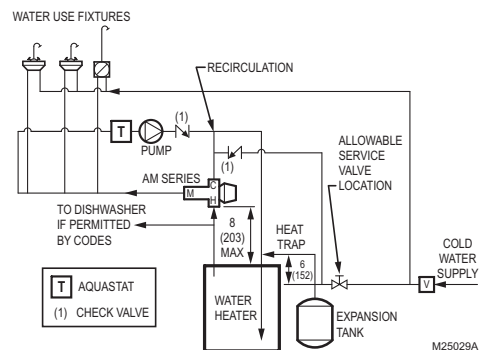 WATER USE FIXTURES
RECIRCULATION
(1)
T
PUMP
(1)
ALLOWABLE
SERVICE
VALVE
LOCATION
AM SERIES
C
M
H
TO DISHWASHER
IF PERMITTED
BY CODES
8
(203)
MAX
HEAT
TRAP
6
(152)
COLD
WATER
SUPPLY
V
T AQUASTAT
(1) CHECK VALVE
WATER
HEATER
EXPANSION
TANK
M25029A